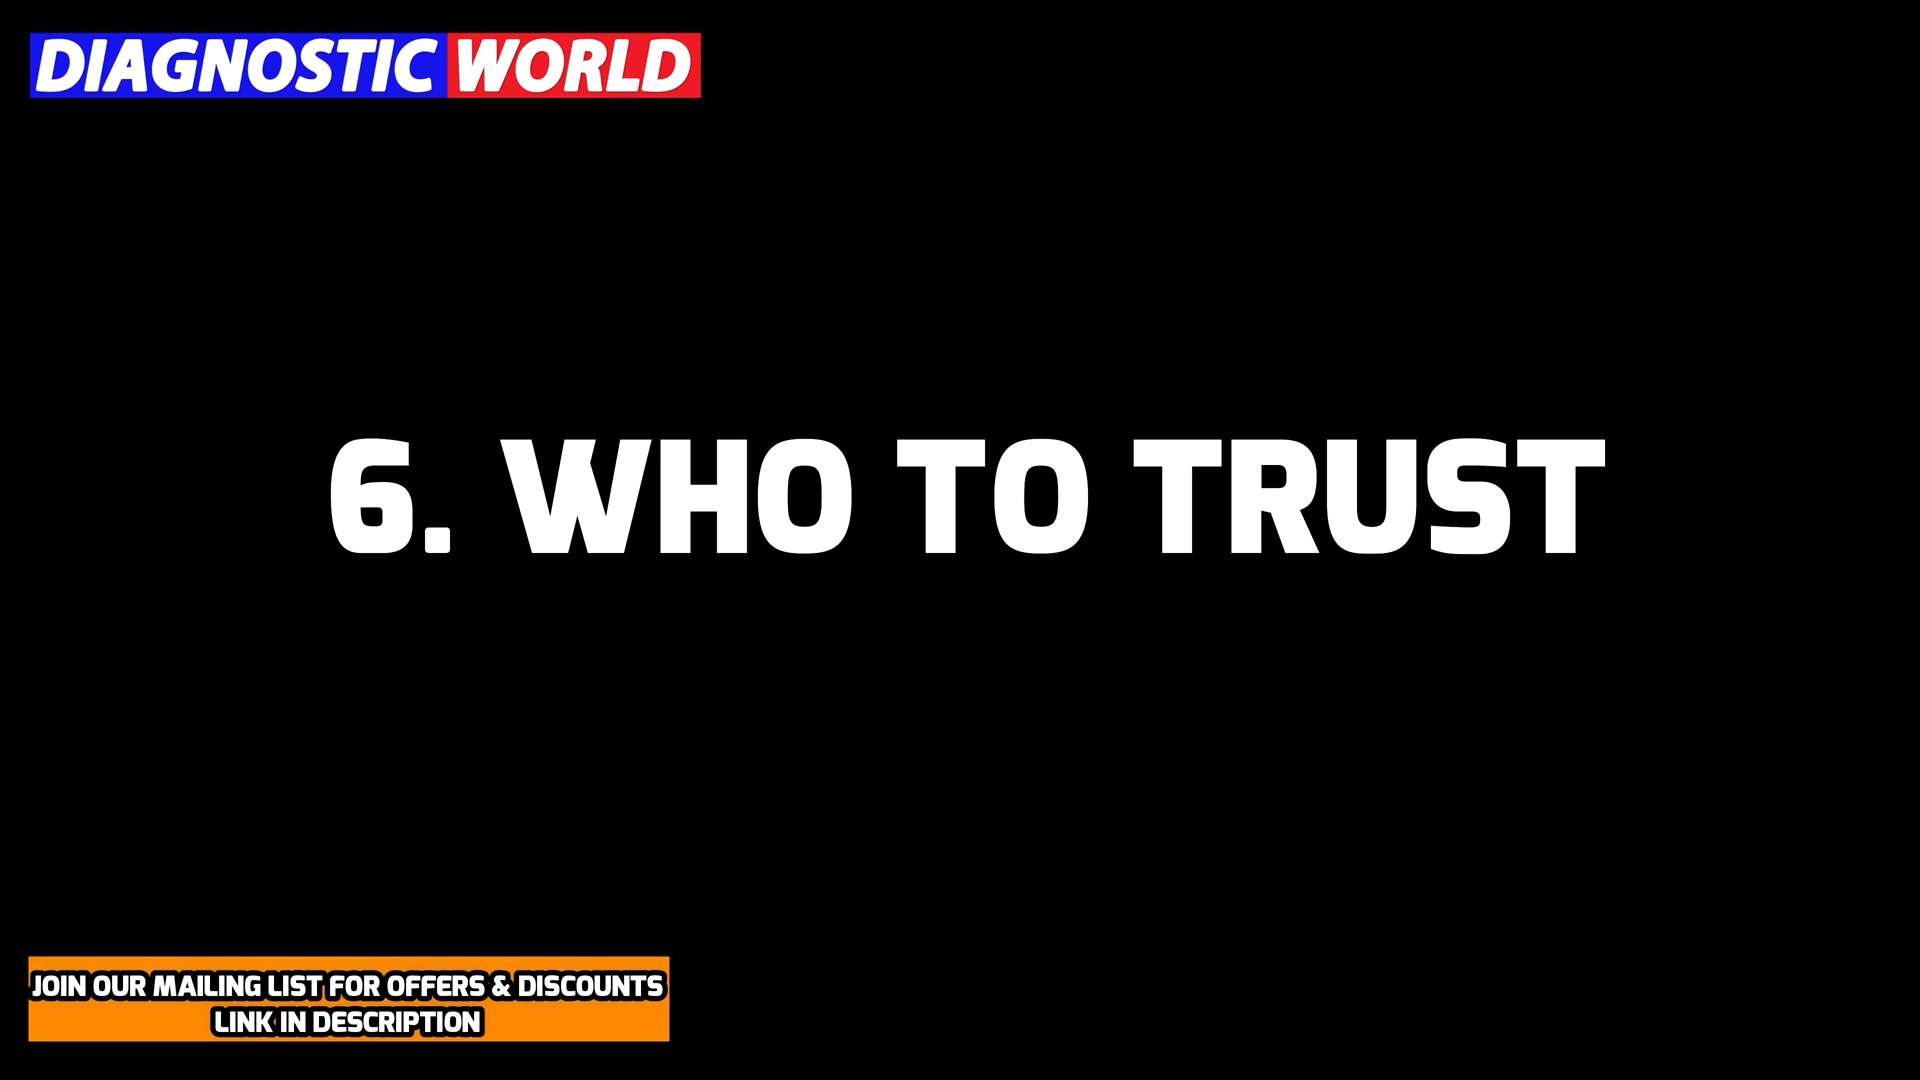 DIAGNOSTIC WORLD
6. WHO TO TRUST
JOIN OUR MAILING LIST FOR OFFERS & DISCOUNTS
LINK IN DESCRIPTION